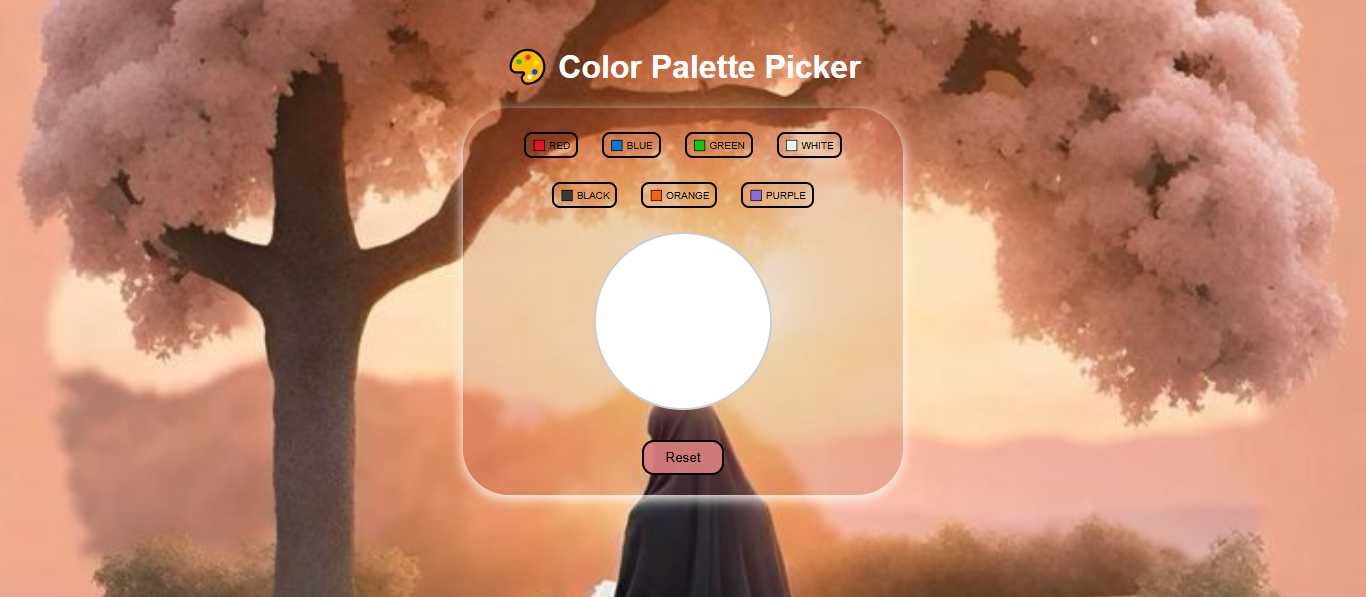 Color Palette Picker
RED BLUE GREEN WHITE
BLACK ORANGE PURPLE
Reset